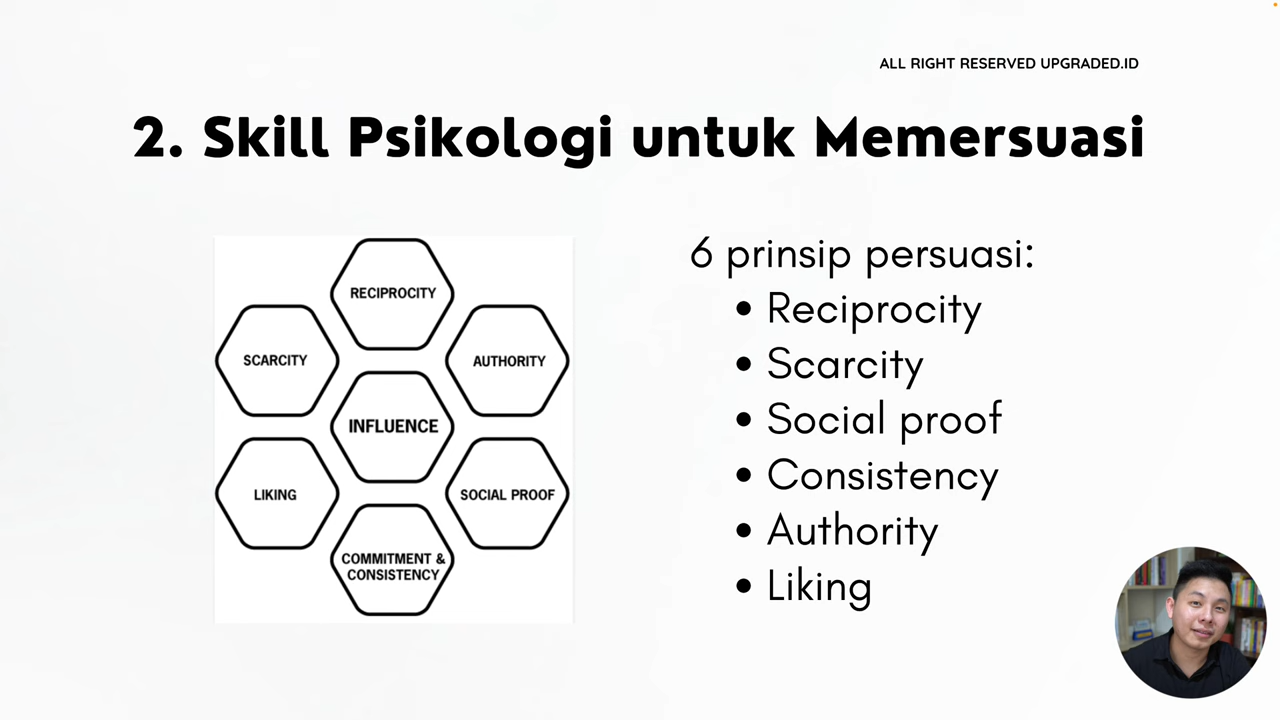 ALL RIGHT RESERVED UPGRADED.ID
2. Skill Psikologi untuk Memersuasi
RECIPROCITY
SCARCITY
AUTHORITY
INFLUENCE
LIKING
SOCIAL PROOF
COMMITMENT &
CONSISTENCY
6 prinsip persuasi:
• Reciprocity
• Scarcity
• Social proof
• Consistency
• Authority
• Liking